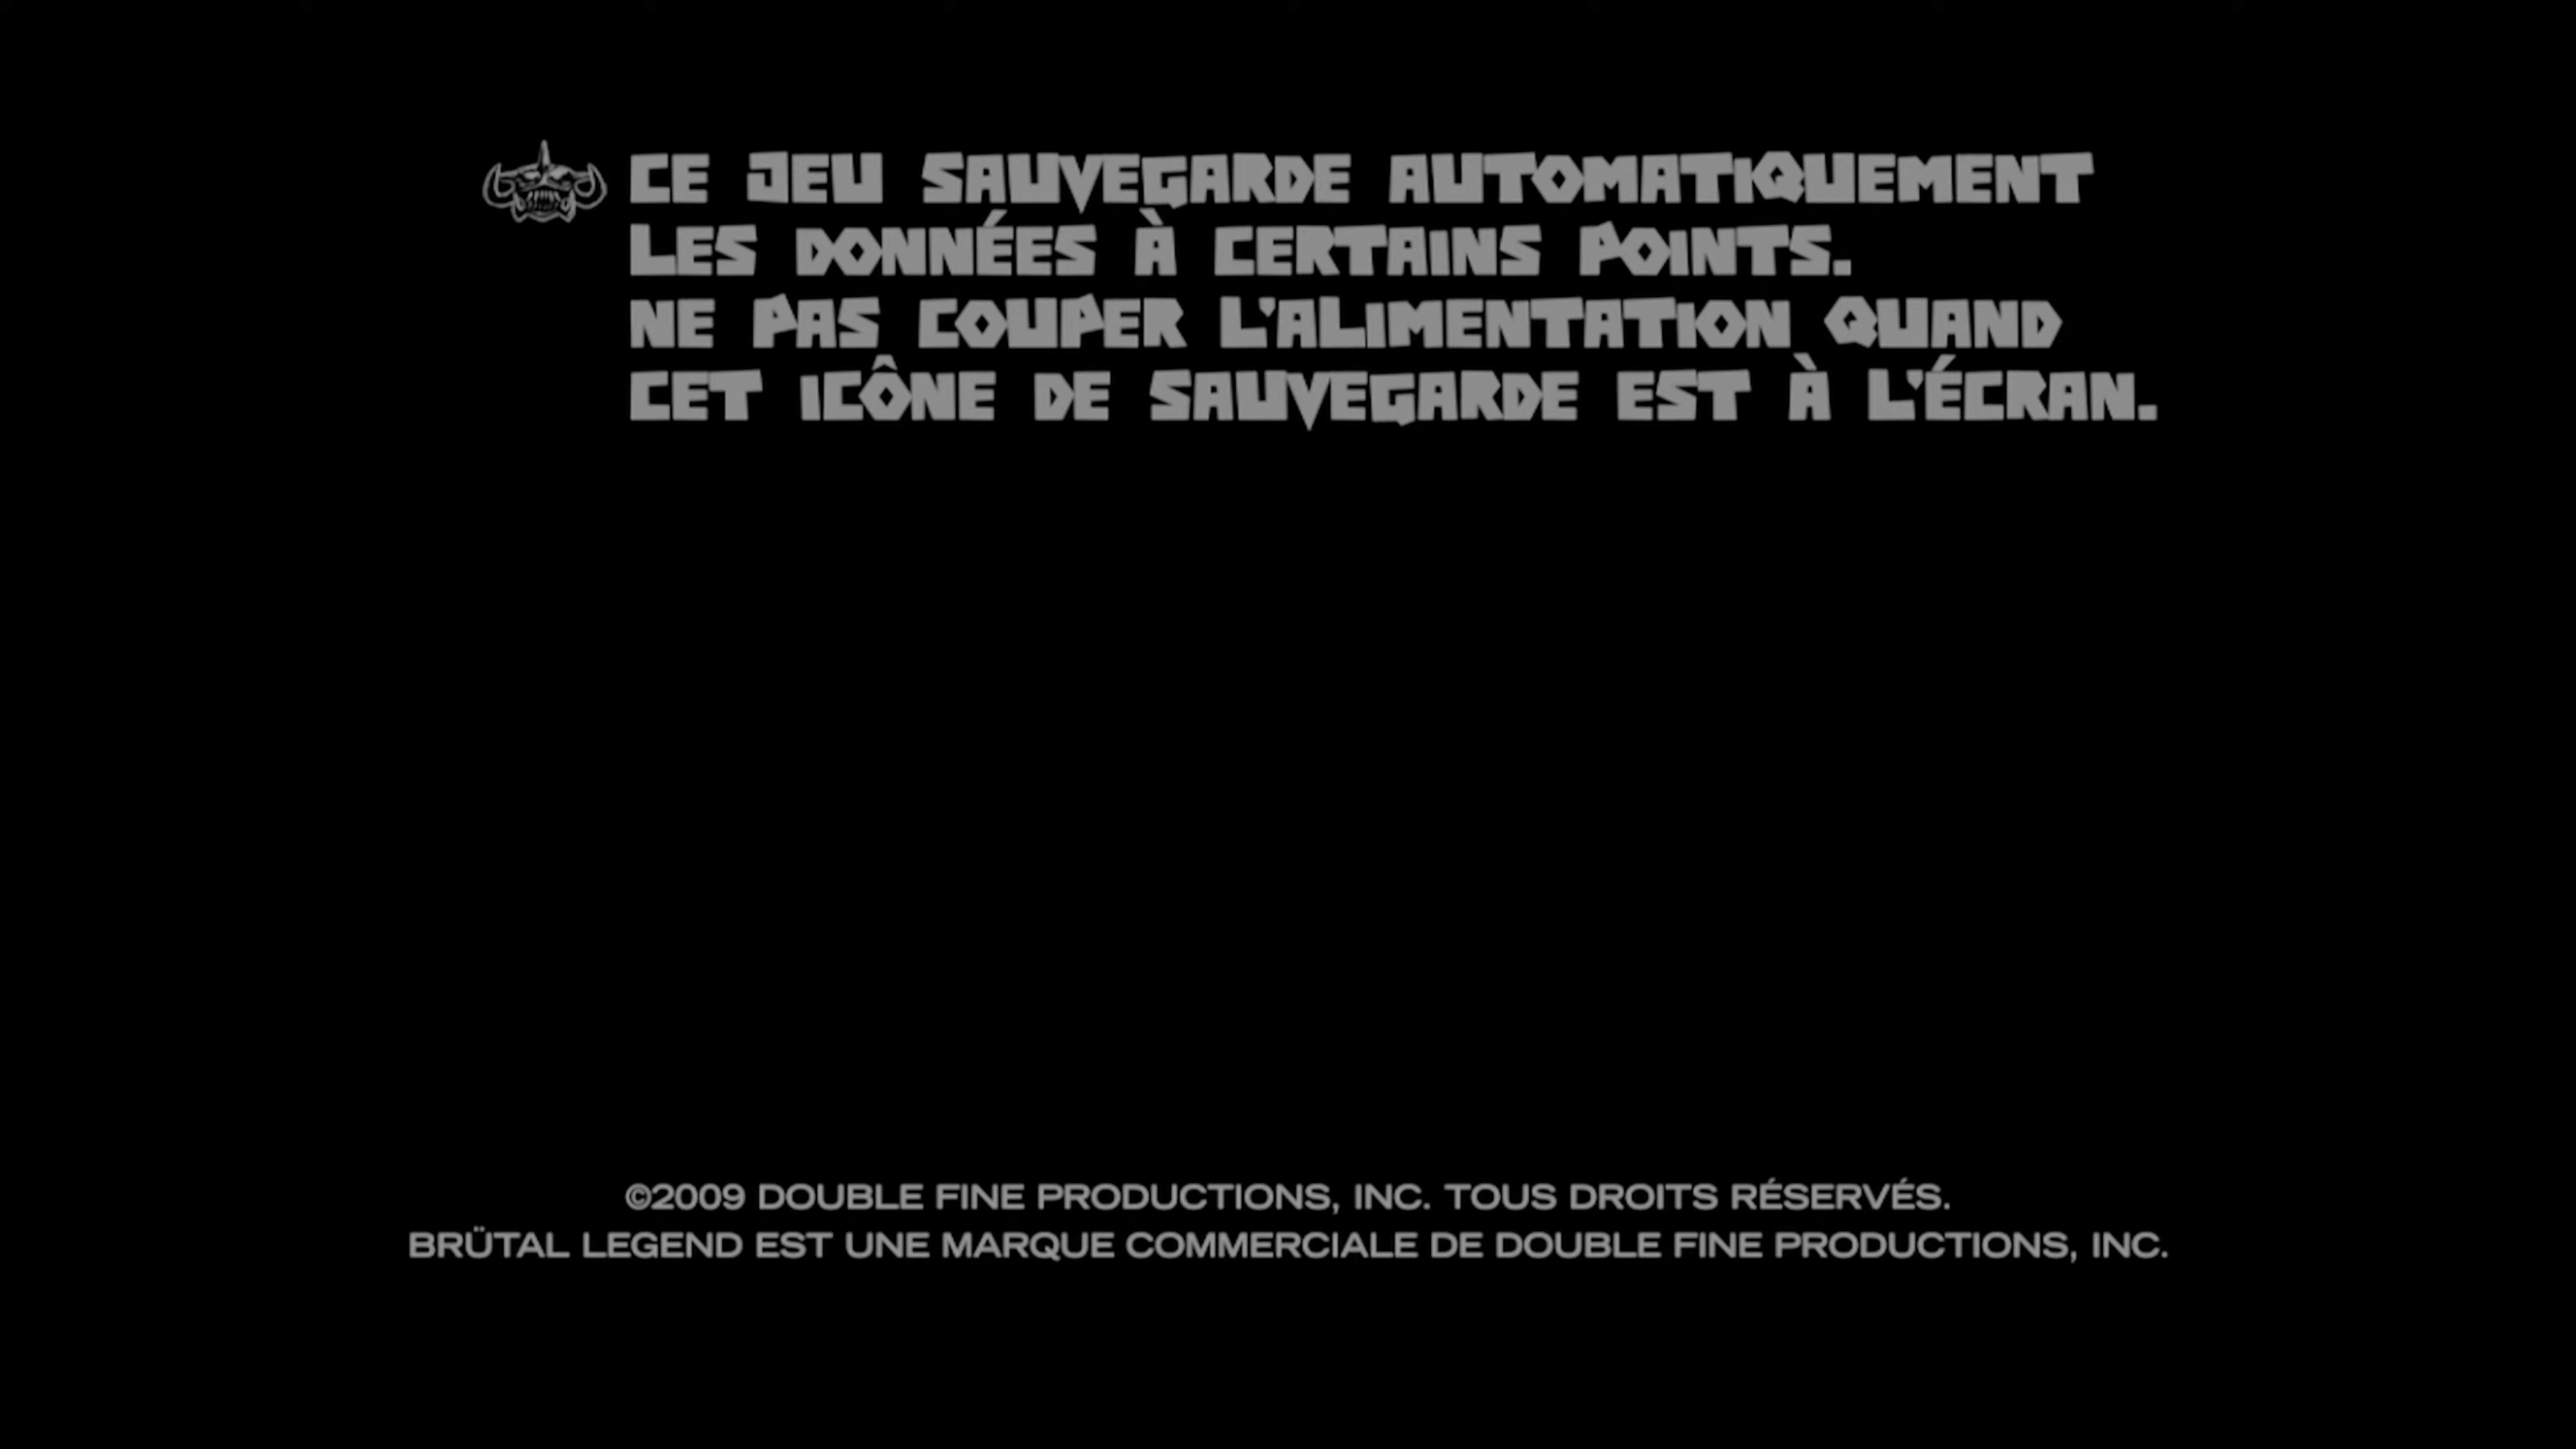 CE JEU SAUVEGARDE AUTOMATIQUEMENT
LES DONNÉES À CERTAINS POINTS.
NE PAS COUPER L'ALIMENTATION QUAND
CET ICÔNE DE SAUVEGARDE EST À L'ÉCRAN.
©2009 DOUBLE FINE PRODUCTIONS, INC. TOUS DROITS RÉSERVÉS.
BRÜTAL LEGEND EST UNE MARQUE COMMERCIALE DE DOUBLE FINE PRODUCTIONS, INC.